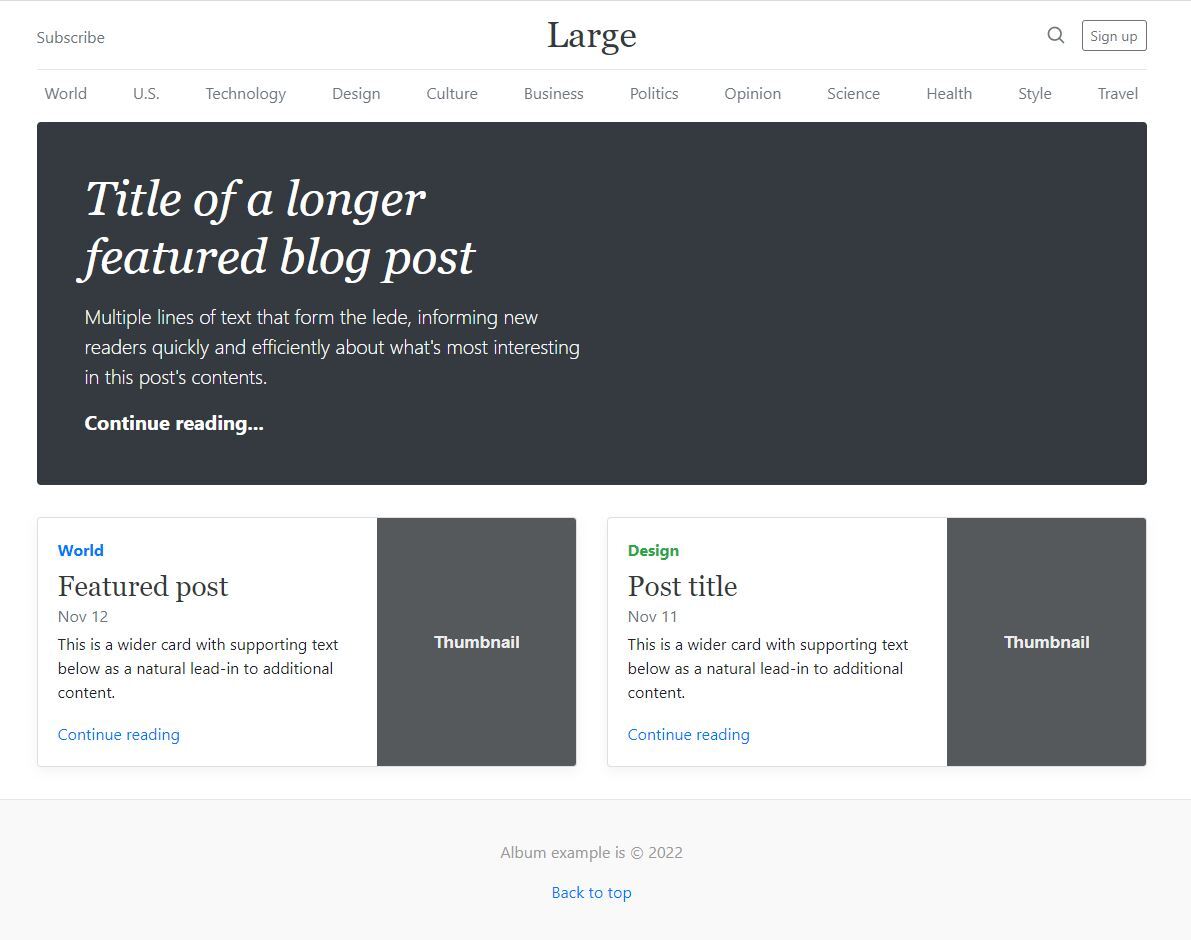 Subscribe
Large
Sign up
World U.S. Technology Design Culture Business Politics Opinion Science Health Style Travel
Title of a longer
featured blog post
Multiple lines of text that form the lede, informing new
readers quickly and efficiently about what's most interesting
in this post's contents.
Continue reading...
World
Featured post
Nov 12
This is a wider card with supporting text
below as a natural lead-in to additional
content.
Continue reading
Thumbnail
Design
Post title
Nov 11
This is a wider card with supporting text
below as a natural lead-in to additional
content.
Continue reading
Thumbnail
Album example is © 2022
Back to top